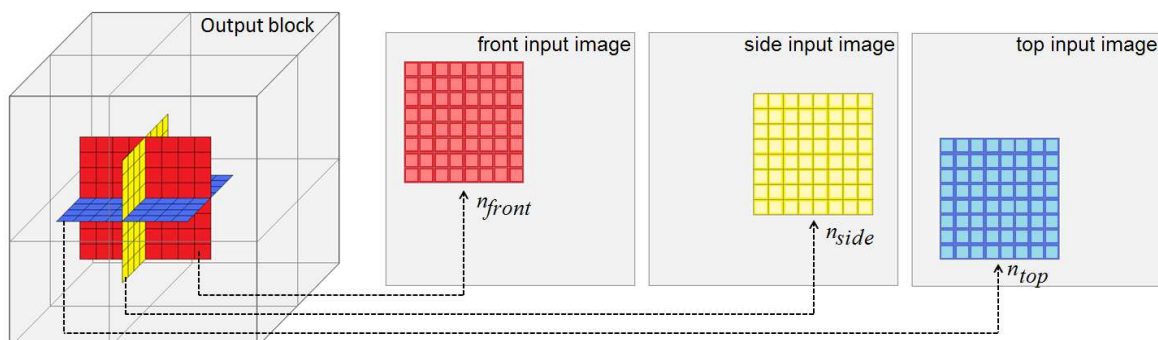 Output block
front input image
side input image
top input image
n_front
n_side
n_top